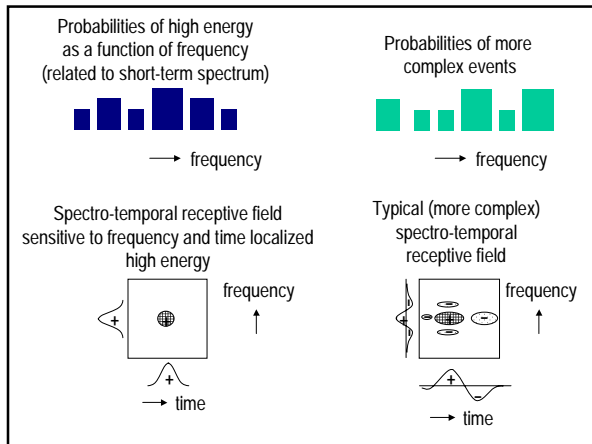 Probabilities of high energy
as a function of frequency
(related to short-term spectrum)
frequency
Probabilities of more
complex events
frequency
Spectro-temporal receptive field
sensitive to frequency and time localized
high energy
frequency
+
+
time
Typical (more complex)
spectro-temporal
receptive field
frequency
-
+
-
-
-
+
-
-
+
-
time